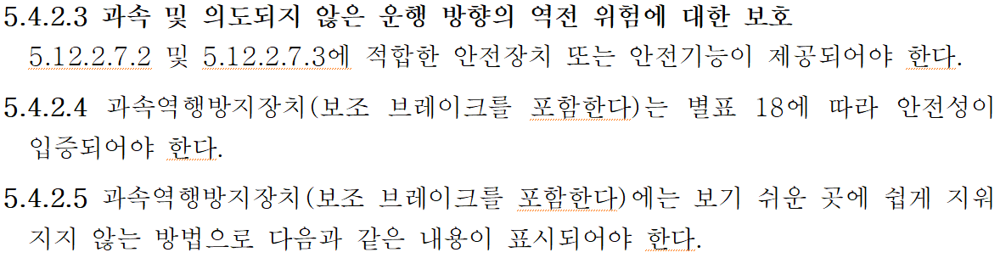 5.4.2.3 과속 및 의도되지 않은 운행 방향의 역전 위험에 대한 보호
5.12.2.7.2 및 5.12.2.7.3에 적합한 안전장치 또는 안전기능이 제공되어야 한다.
5.4.2.4 과속역행방지장치(보조 브레이크를 포함한다)는 별표 18에 따라 안전성이
입증되어야 한다.
5.4.2.5 과속역행방지장치(보조 브레이크를 포함한다)에는 보기 쉬운 곳에 쉽게 지워
지지 않는 방법으로 다음과 같은 내용이 표시되어야 한다.